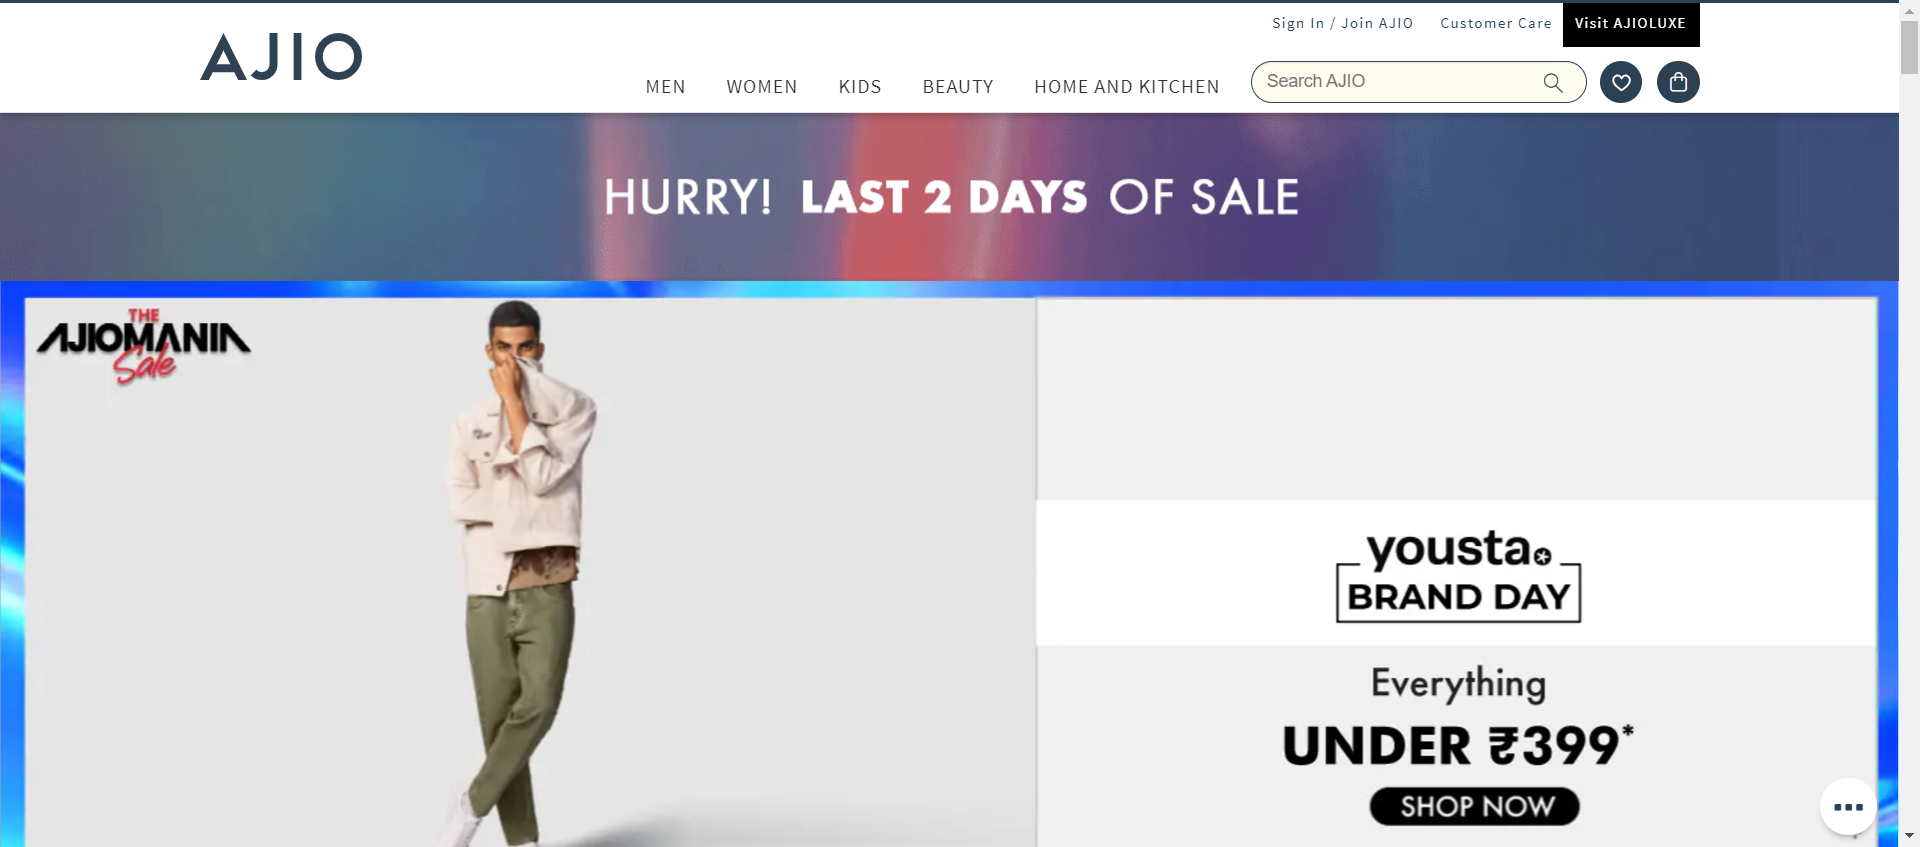 Sign In / Join AJIO
Customer Care
Visit AJIOLUXE
AJIO
MEN
WOMEN
KIDS
BEAUTY
HOME AND KITCHEN
Search AJIO
HURRY! LAST 2 DAYS OF SALE
THE
AJIOMANIA
Sale
yousta
BRAND DAY
Everything
UNDER ₹399*
SHOP NOW